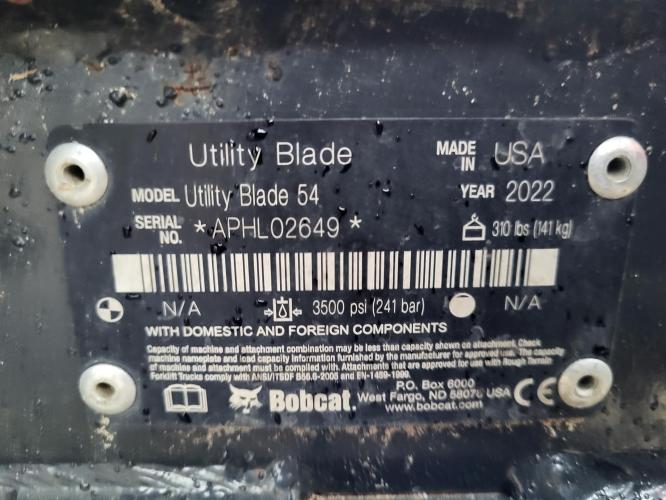 Utility Blade
MADE IN USA
MODEL Utility Blade 54
YEAR 2022
SERIAL NO. *APHL02649*
310 lbs (141 kg)
N/A
3500 psi (241 bar)
N/A
WITH DOMESTIC AND FOREIGN COMPONENTS
Capacity of machine and attachment combination may be less than attachment capacity. Check
machine nameplate and load capacity information furnished by the manufacturer for approved use. The capacity
of machine and attachment must be complied with. Attachments that are approved for use with Rough Terrain
Forklift Trucks comply with ANSI/ITSDF B56.6-2005 and EN-1459-1999.
Bobcat.
P.O. Box 6000
West Fargo, ND 58078 USA
www.bobcat.com
CE